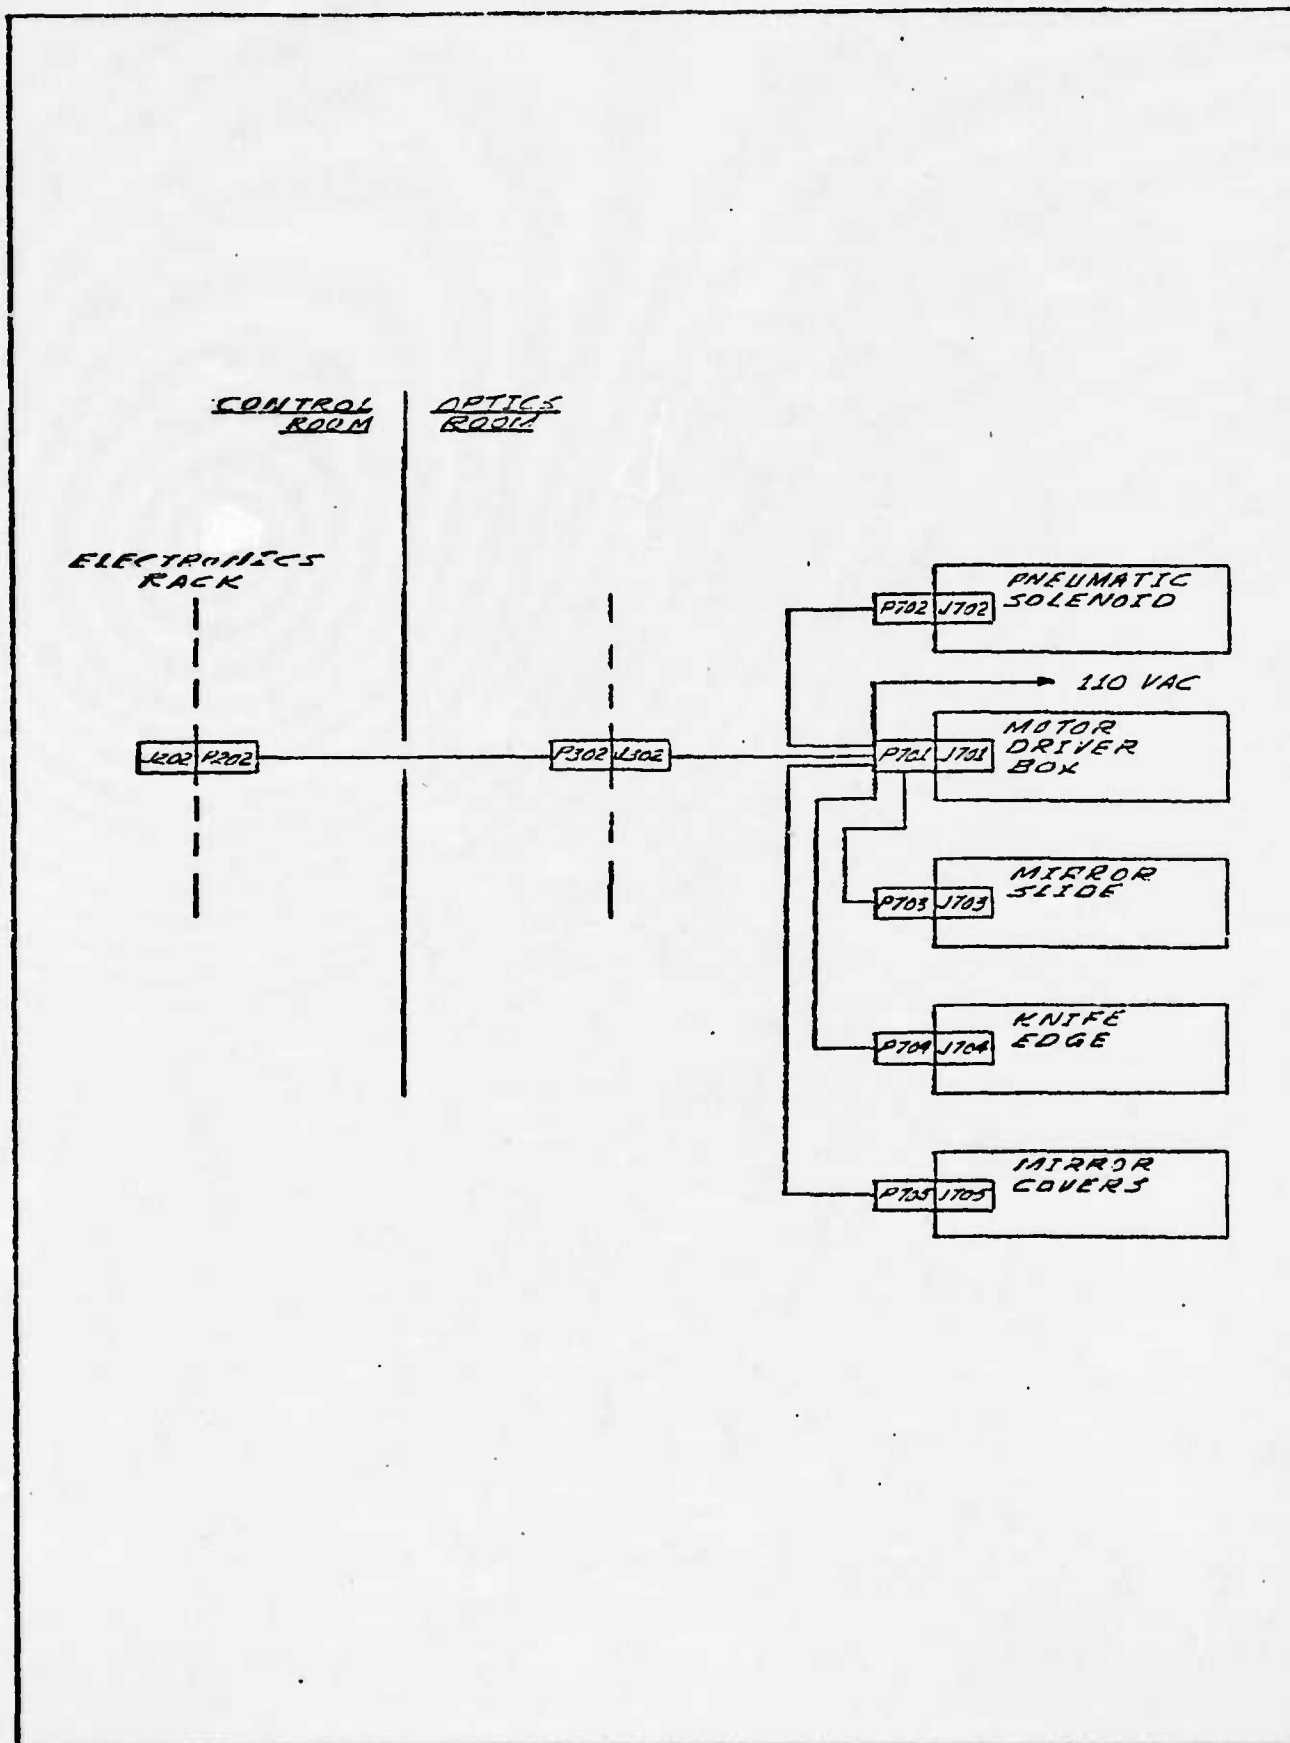 CONTROL
ROOM
OPTICS
ROOM
ELECTRONICS
RACK
J202 P202
P302 J302
PNEUMATIC
SOLENOID
P702 J702
110 VAC
MOTOR
DRIVER
BOX
P701 J701
MIRROR
SLIDE
P703 J703
KNIFE
EDGE
P704 J704
MIRROR
COVERS
P705 J705